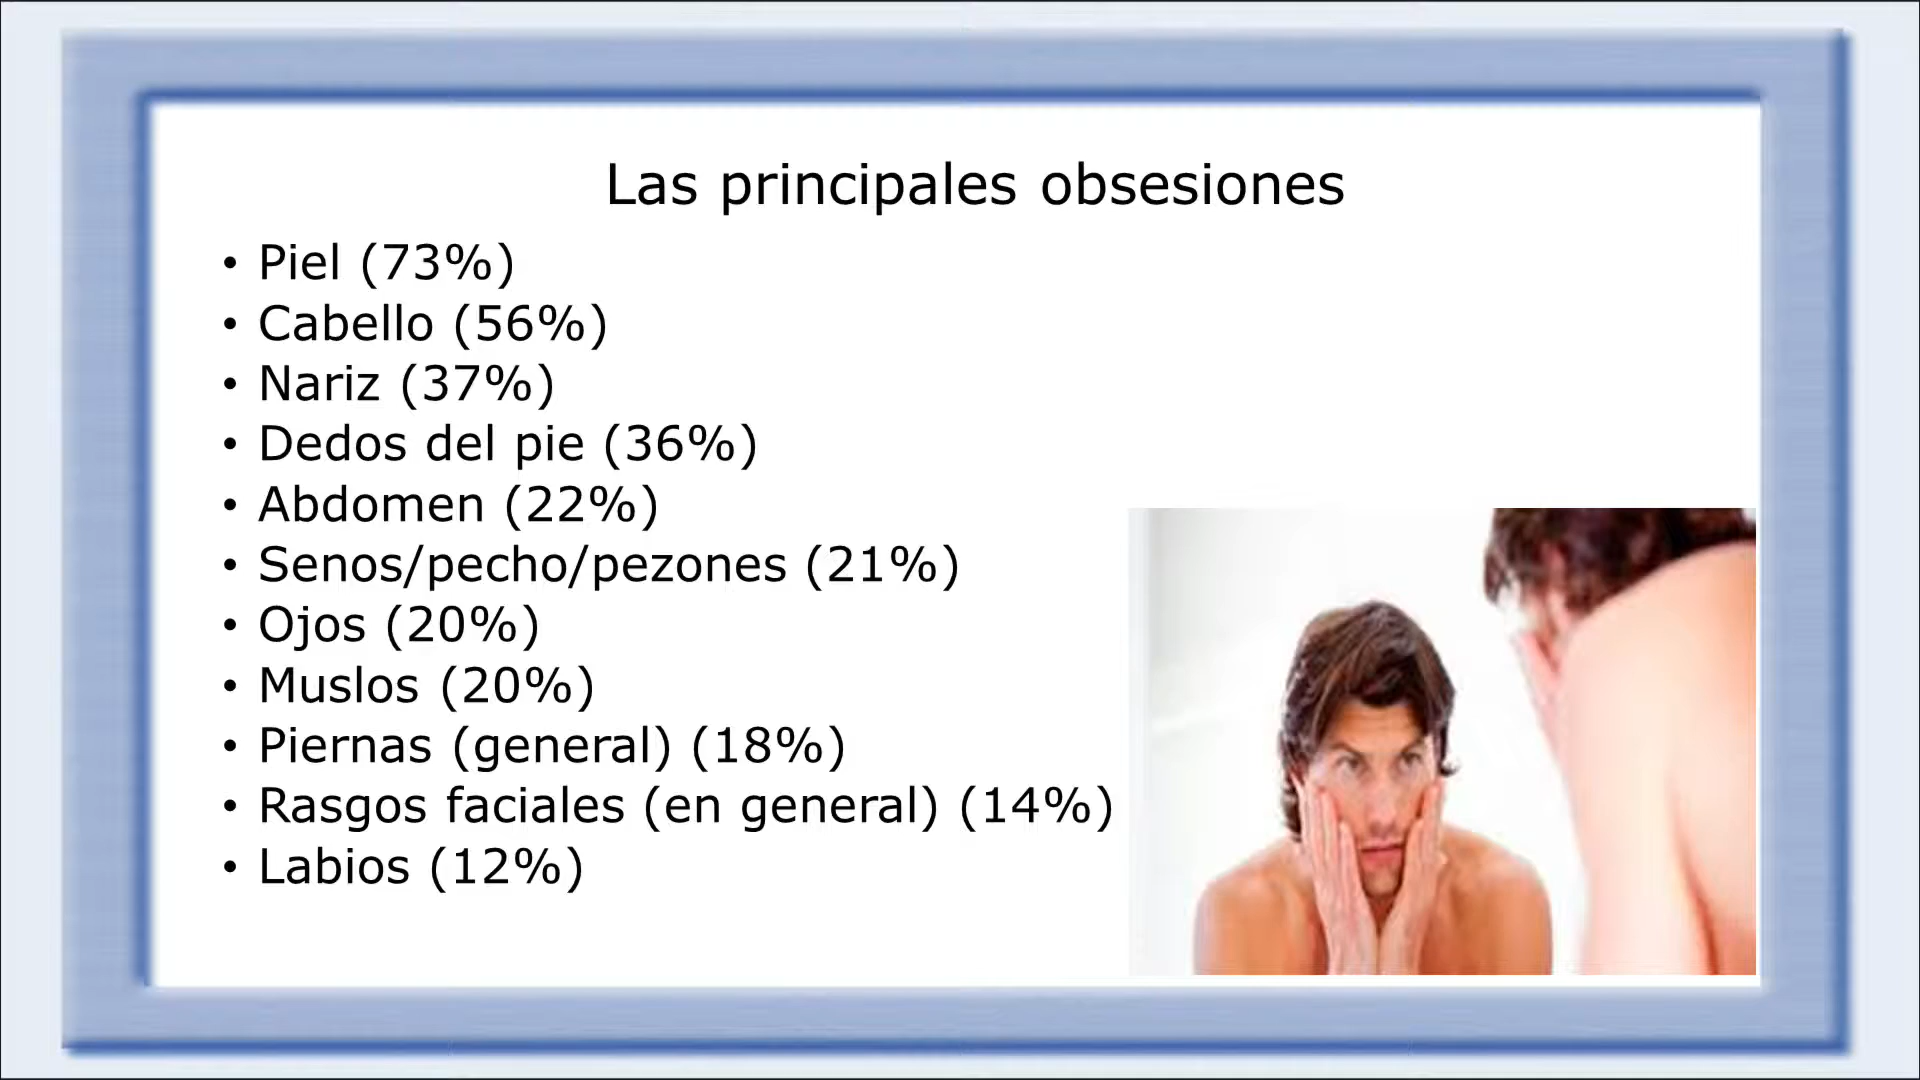 Las principales obsesiones
• Piel (73%)
• Cabello (56%)
• Nariz (37%)
• Dedos del pie (36%)
• Abdomen (22%)
• Senos/pecho/pezones (21%)
• Ojos (20%)
• Muslos (20%)
• Piernas (general) (18%)
• Rasgos faciales (en general) (14%)
• Labios (12%)